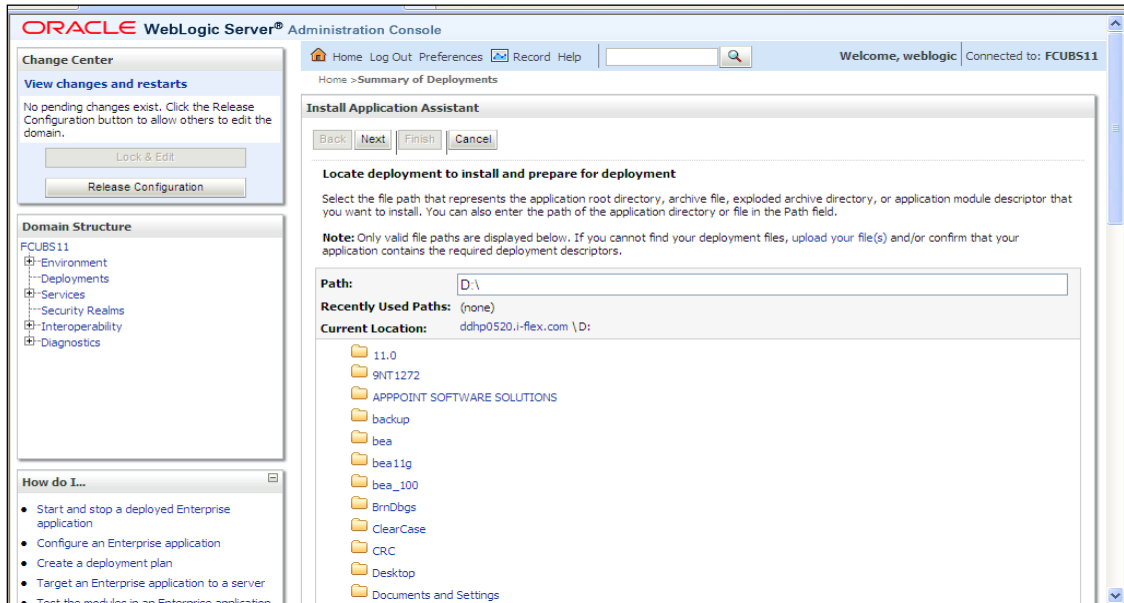 ORACLE WebLogic Server® Administration Console
Change Center
View changes and restarts
No pending changes exist. Click the Release
Configuration button to allow others to edit the
domain.
Lock & Edit
Release Configuration
Domain Structure
FCUBS11
Environment
Deployments
Services
Security Realms
Interoperability
Diagnostics
How do I...
Start and stop a deployed Enterprise
application
Configure an Enterprise application
Create a deployment plan
Target an Enterprise application to a server
Test the modules in an Enterprise application
Home Log Out Preferences Record Help
Welcome, weblogic Connected to: FCUBS11
Home >Summary of Deployments
Install Application Assistant
Back Next Finish Cancel
Locate deployment to install and prepare for deployment
Select the file path that represents the application root directory, archive file, exploded archive directory, or application module descriptor that
you want to install. You can also enter the path of the application directory or file in the Path field.
Note: Only valid file paths are displayed below. If you cannot find your deployment files, upload your file(s) and/or confirm that your
application contains the required deployment descriptors.
Path: D:\
Recently Used Paths: (none)
Current Location: ddhp0520.i-flex.com \D:
11.0
9NT1272
APPPOINT SOFTWARE SOLUTIONS
backup
bea
bea11g
bea_100
BrnDbgs
ClearCase
CRC
Desktop
Documents and Settings